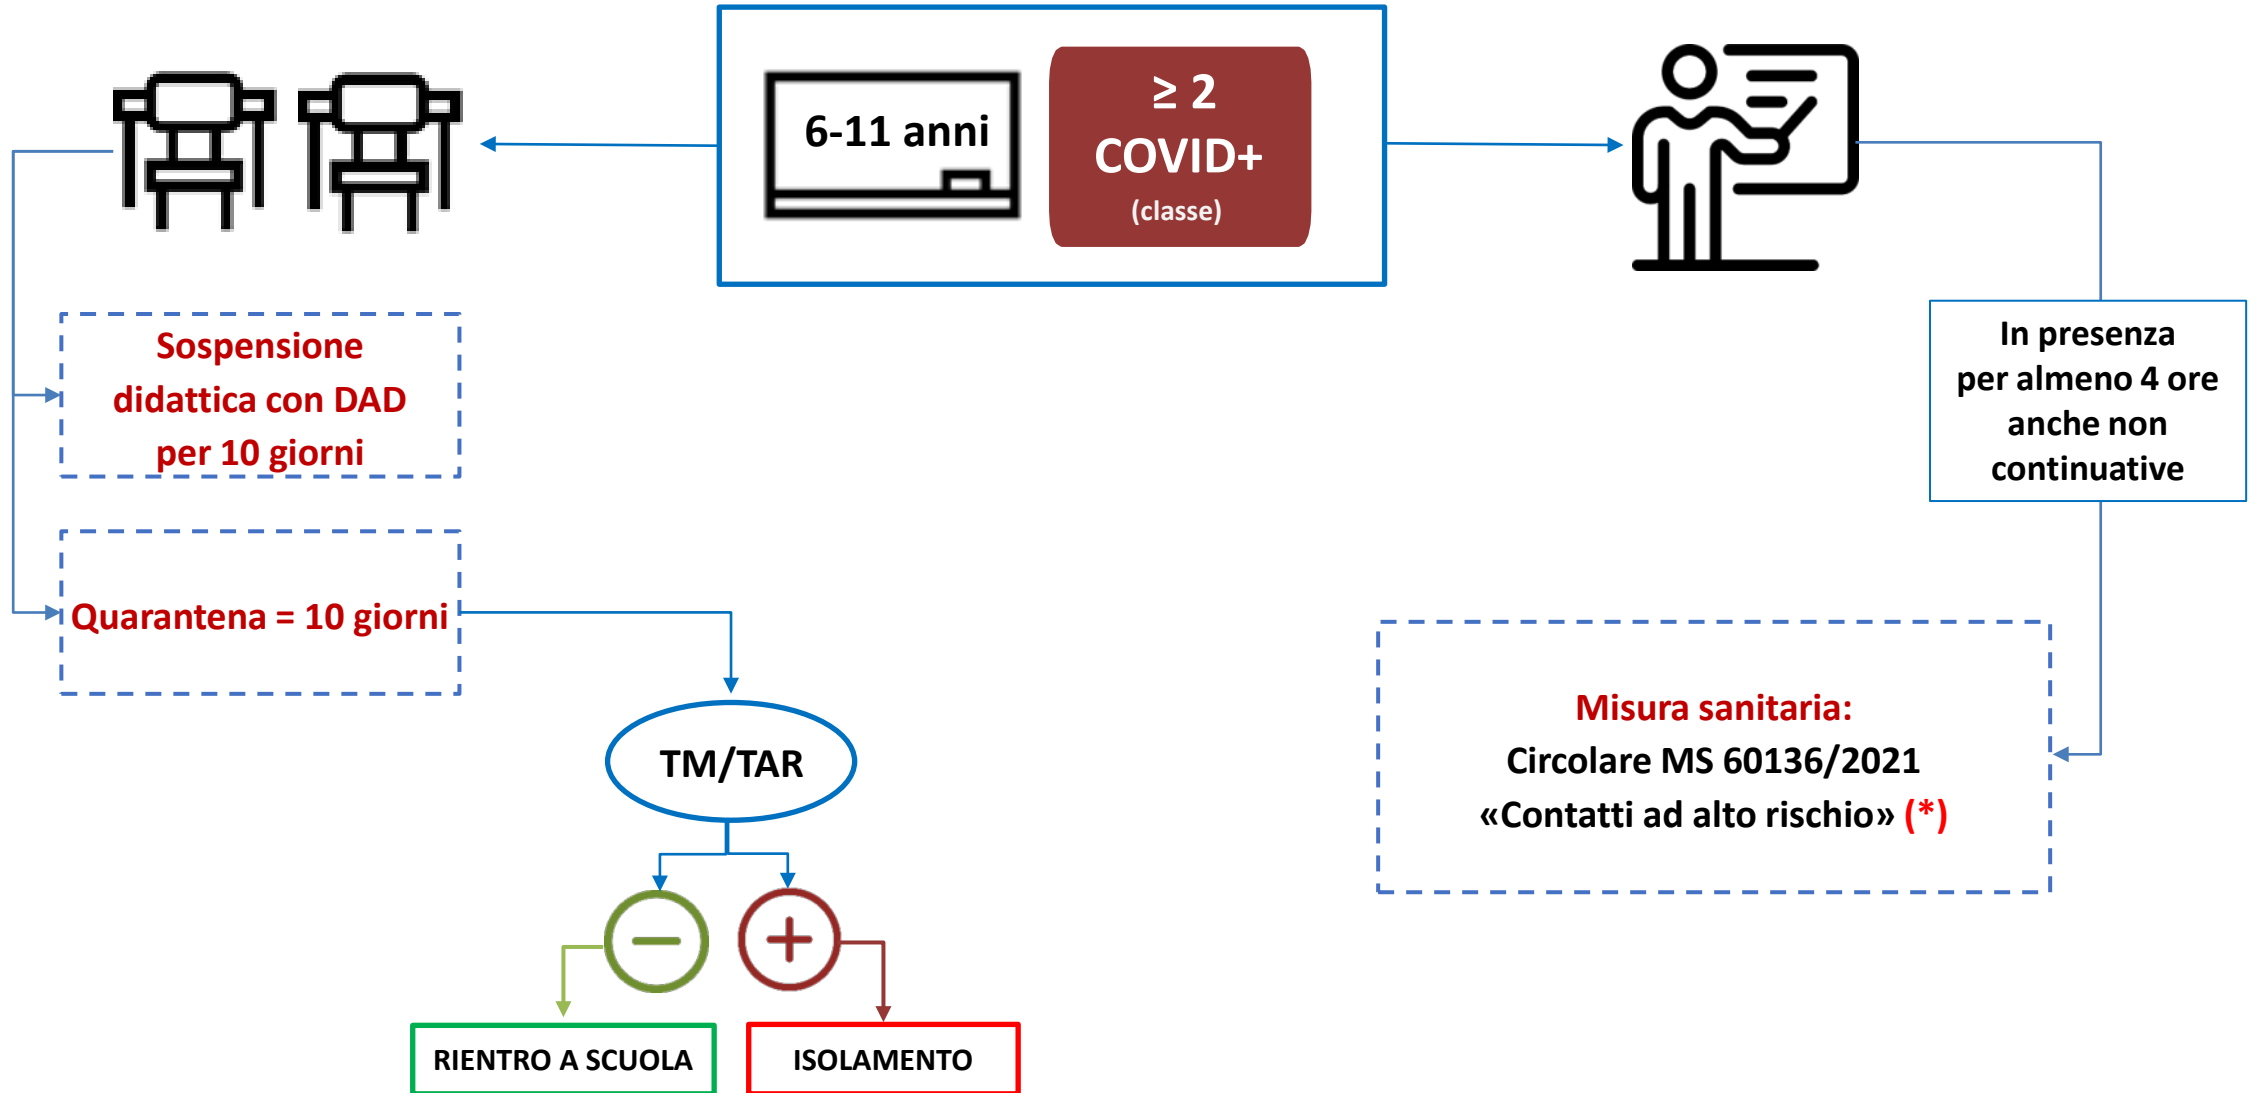 6-11 anni
≥ 2
COVID+
(classe)
Sospensione
didattica con DAD
per 10 giorni
Quarantena = 10 giorni
TM/TAR
RIENTRO A SCUOLA
ISOLAMENTO
In presenza
per almeno 4 ore
anche non
continuative
Misura sanitaria:
Circolare MS 60136/2021
«Contatti ad alto rischio» (*)